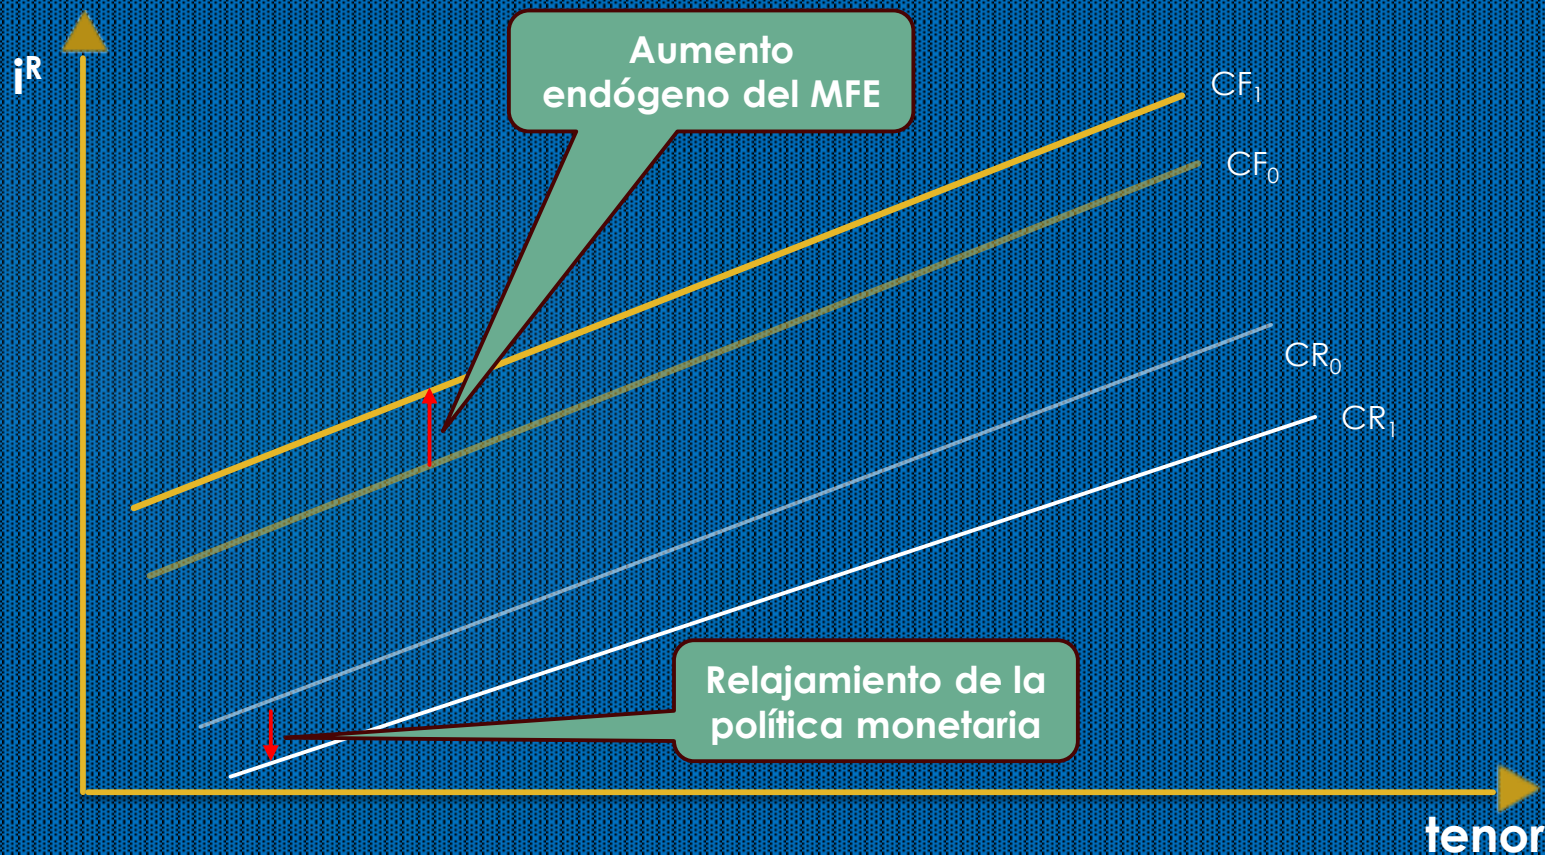 Aumento
endógeno del MFE
iR
CF1
CF0
CR0
CR1
Relajamiento de la
política monetaria
tenor